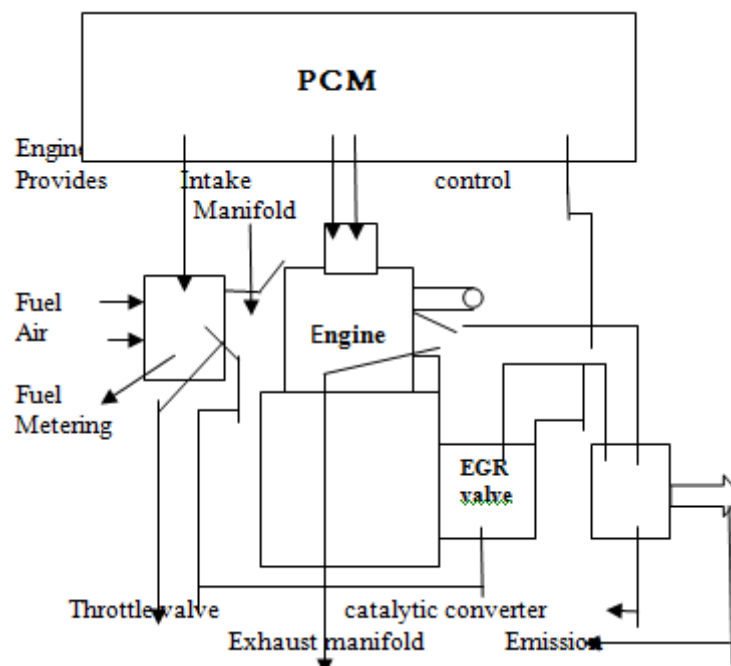 PCM
Engine
Provides Intake control
Manifold
Fuel
Air
Engine
Fuel
Metering
EGR
valve
Throttle valve catalytic converter
Exhaust manifold Emission